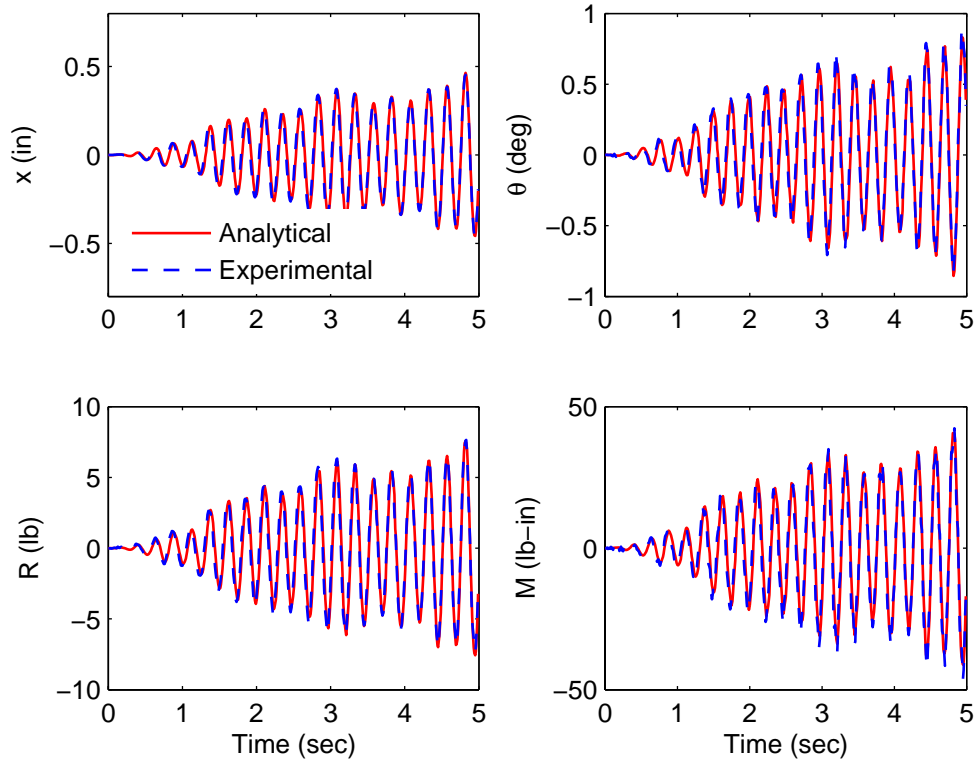 x (in)
0.5
0
−0.5
Analytical
Experimental
0 1 2 3 4 5
θ (deg)
1
0.5
0
−0.5
−1
0 1 2 3 4 5
R (lb)
10
5
0
−5
−10
0 1 2 3 4 5
Time (sec)
M (lb−in)
50
0
−50
0 1 2 3 4 5
Time (sec)